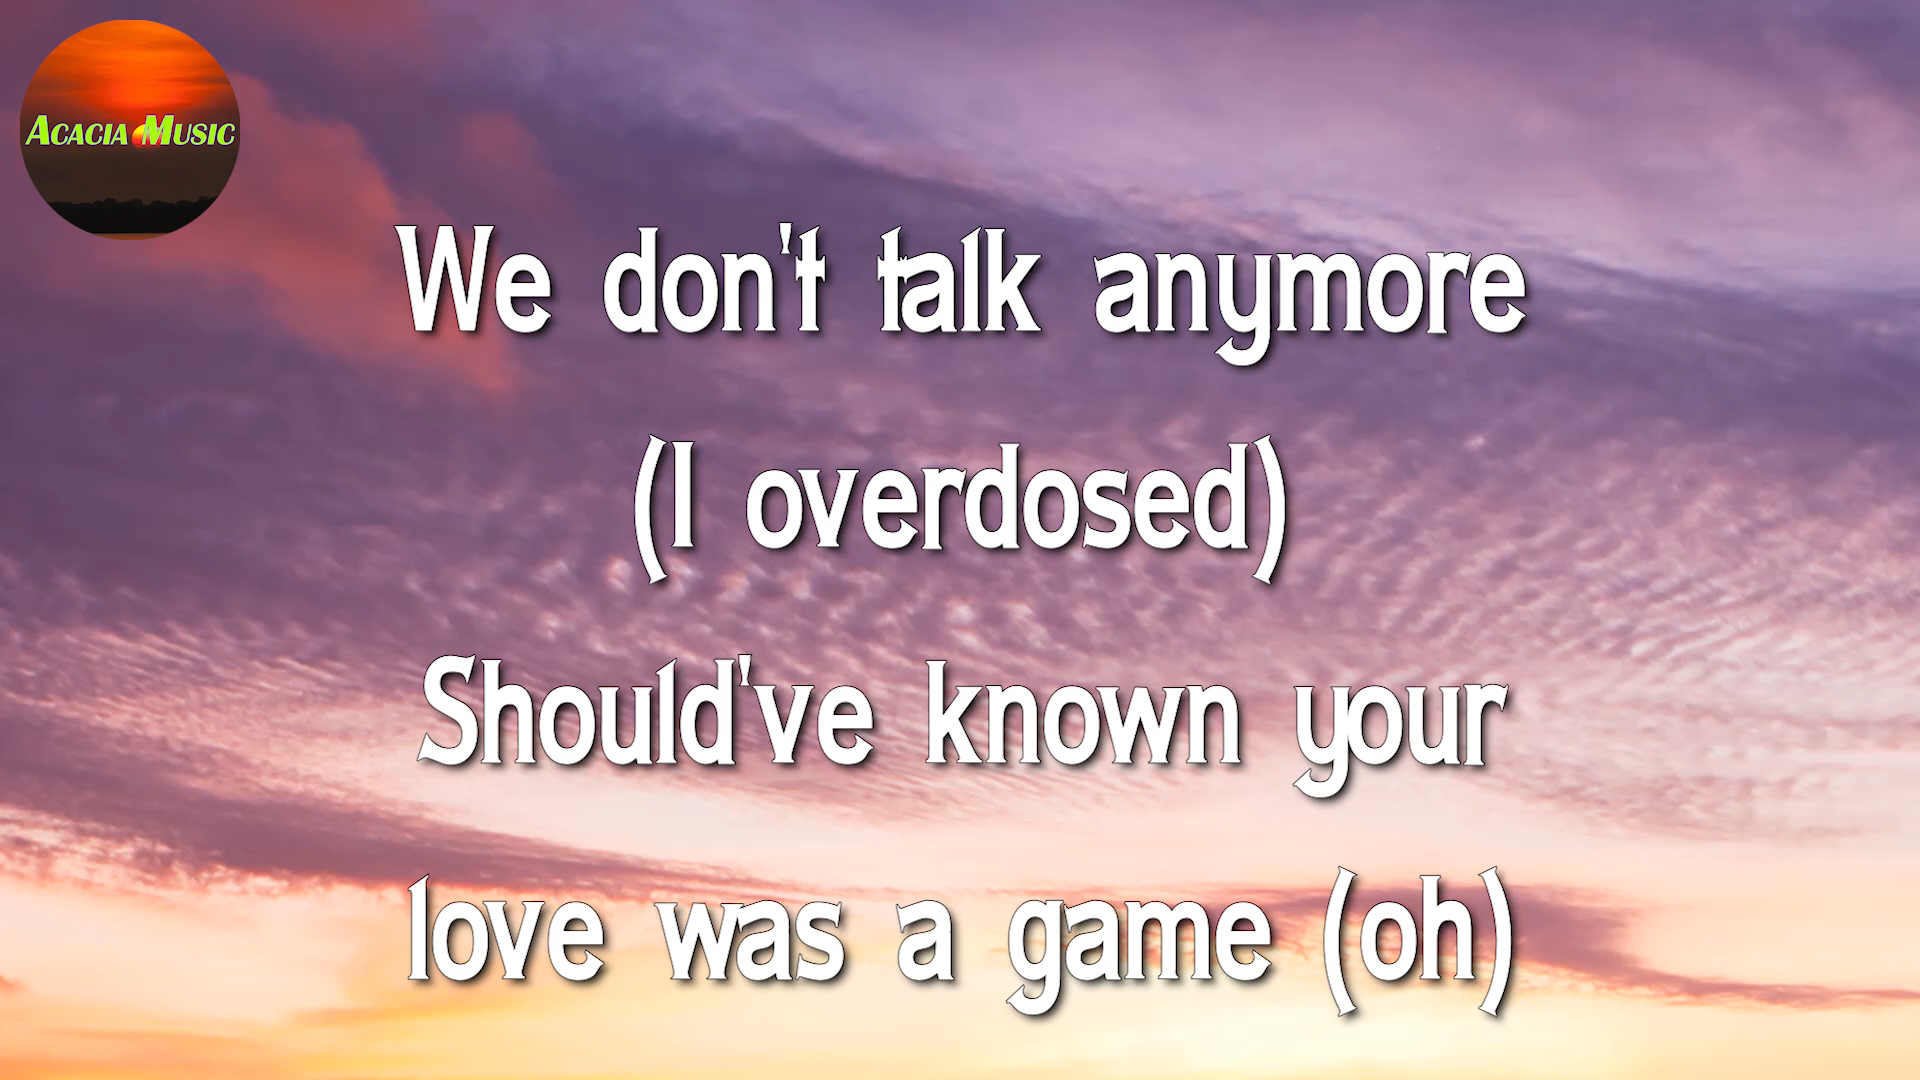 ACACIA MUSIC
We don't talk anymore
(I overdosed)
Should've known your
love was a game (oh)